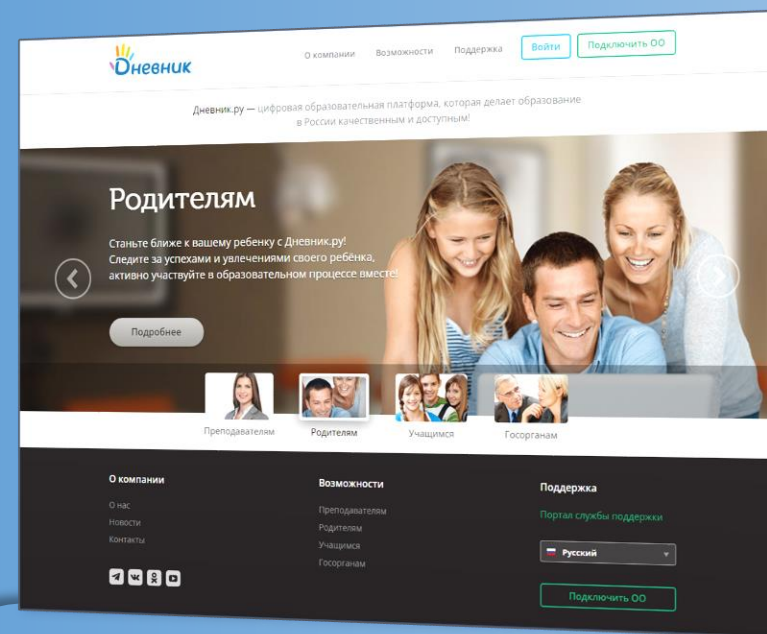 Дневник
О компании
Возможности
Поддержка
Войти
Подключить ОО
Дневник.ру — цифровая образовательная платформа, которая делает образование
в России качественным и доступным!
Родителям
Станьте ближе к вашему ребенку с Дневник.ру!
Следите за успехами и увлечениями своего ребёнка,
активно участвуйте в образовательном процессе вместе!
Подробнее
Преподавателям
Родителям
Учащимся
Госорганам
О компании
О нас
Новости
Контакты
Возможности
Преподавателям
Родителям
Учащимся
Госорганам
Поддержка
Портал службы поддержки
Русский
Подключить ОО